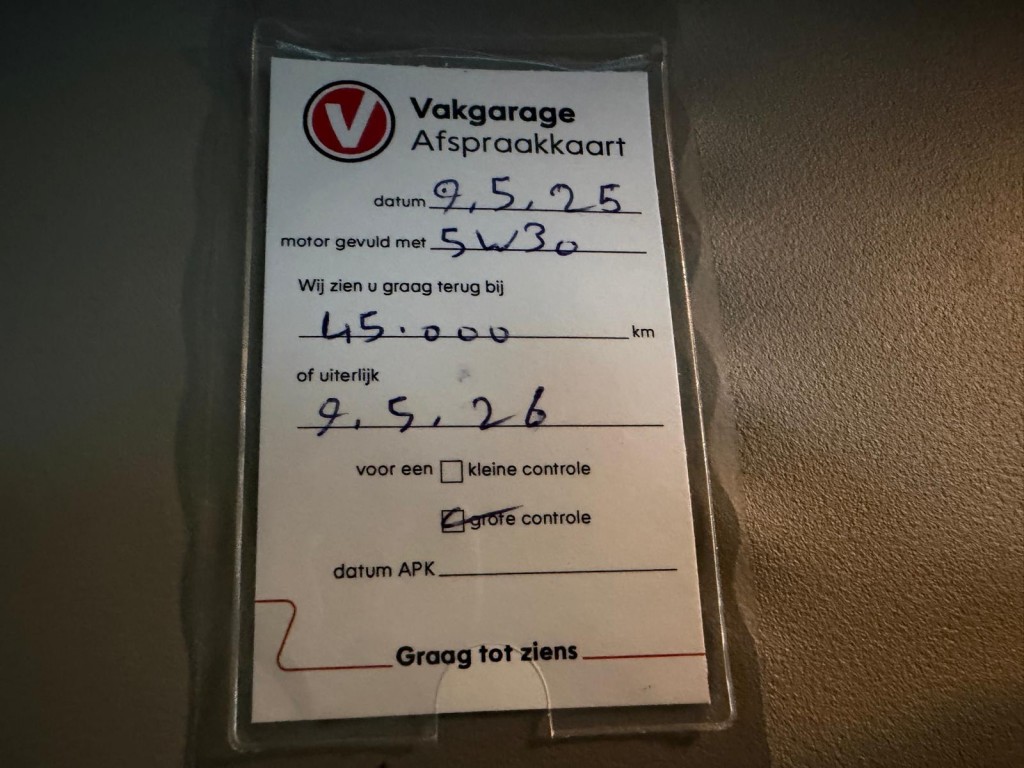 V Vakgarage
Afspraakkaart
datum 9.5.25
motor gevuld met 5W30
Wij zien u graag terug bij
45.000 km
of uiterlijk
9.5.26
voor een kleine controle
grote controle
datum APK
Graag tot ziens